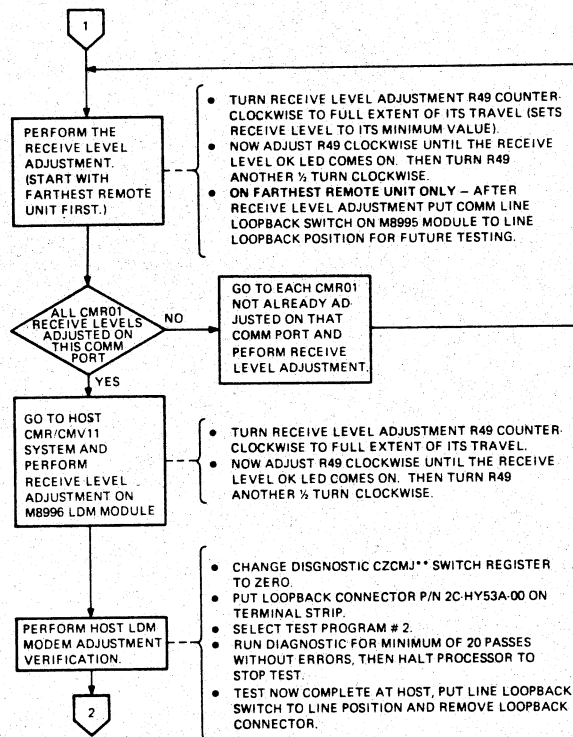 1
PERFORM THE
RECEIVE LEVEL
ADJUSTMENT.
(START WITH
FARTHEST REMOTE
UNIT FIRST.)
• TURN RECEIVE LEVEL ADJUSTMENT R49 COUNTER-
CLOCKWISE TO FULL EXTENT OF ITS TRAVEL (SETS
RECEIVE LEVEL TO ITS MINIMUM VALUE).
• NOW ADJUST R49 CLOCKWISE UNTIL THE RECEIVE
LEVEL OK LED COMES ON. THEN TURN R49
ANOTHER ½ TURN CLOCKWISE.
• ON FARTHEST REMOTE UNIT ONLY – AFTER
RECEIVE LEVEL ADJUSTMENT PUT COMM LINE
LOOPBACK SWITCH ON M8995 MODULE TO LINE
LOOPBACK POSITION FOR FUTURE TESTING.
ALL CMR01
RECEIVE LEVELS
ADJUSTED ON
THIS COMM
PORT
NO
GO TO EACH CMR01
NOT ALREADY AD-
JUSTED ON THAT
COMM PORT AND
PEFORM RECEIVE
LEVEL ADJUSTMENT.
YES
GO TO HOST
CMR/CMV11
SYSTEM AND
PERFORM
RECEIVE LEVEL
ADJUSTMENT ON
M8996 LDM MODULE
• TURN RECEIVE LEVEL ADJUSTMENT R49 COUNTER-
CLOCKWISE TO FULL EXTENT OF ITS TRAVEL.
• NOW ADJUST R49 CLOCKWISE UNTIL THE RECEIVE
LEVEL OK LED COMES ON. THEN TURN R49
ANOTHER ½ TURN CLOCKWISE.
PERFORM HOST LDM
MODEM ADJUSTMENT
VERIFICATION.
• CHANGE DISGNOSTIC CZCMJ** SWITCH REGISTER
TO ZERO.
• PUT LOOPBACK CONNECTOR P/N 2C-HY53A-00 ON
TERMINAL STRIP.
• SELECT TEST PROGRAM # 2.
• RUN DIAGNOSTIC FOR MINIMUM OF 20 PASSES
WITHOUT ERRORS, THEN HALT PROCESSOR TO
STOP TEST.
• TEST NOW COMPLETE AT HOST, PUT LINE LOOPBACK
SWITCH TO LINE POSITION AND REMOVE LOOPBACK
CONNECTOR.
2